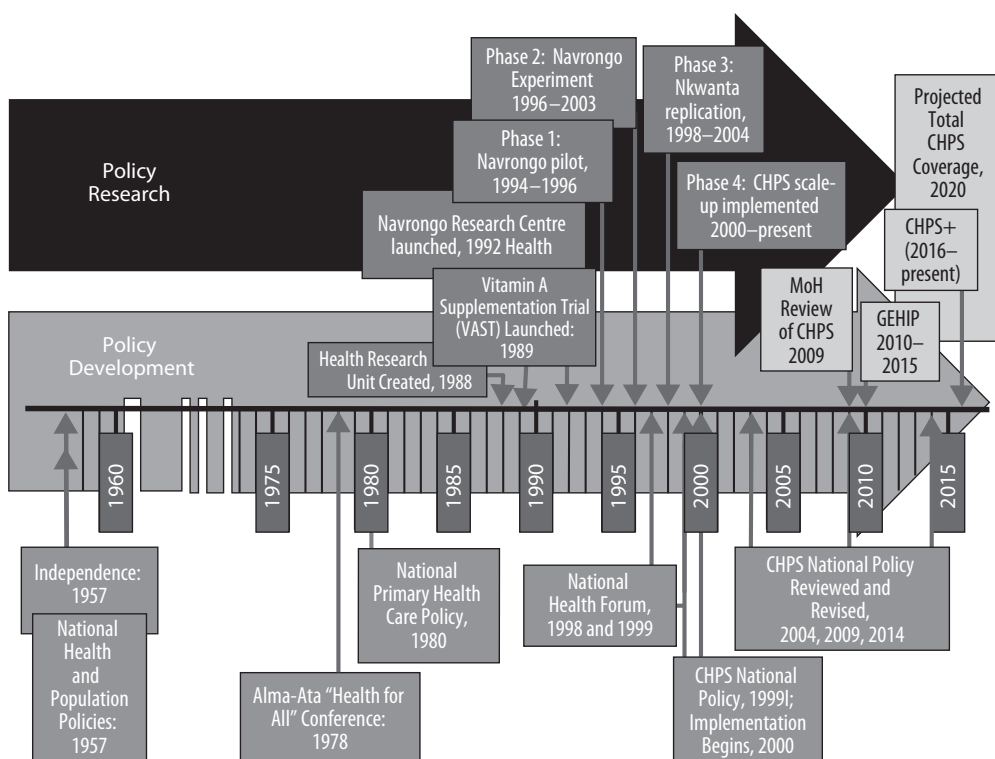 Policy
Research
Phase 2: Navrongo
Experiment
1996–2003
Phase 1:
Navrongo pilot,
1994–1996
Navrongo Research Centre
launched, 1992 Health
Phase 3:
Nkwanta
replication,
1998–2004
Phase 4: CHPS scale-
up implemented
2000–present
Projected
Total
CHPS
Coverage,
2020
CHPS+
(2016–
present)
Policy
Development
Vitamin A
Supplementation Trial
(VAST) Launched:
1989
Health Research
Unit Created, 1988
MoH
Review
of CHPS
2009
GEHIP
2010–
2015
1960
1975
1980
1985
1990
1995
2000
2005
2010
2015
Independence:
1957
National
Health
and
Population
Policies:
1957
Alma-Ata “Health for
All” Conference:
1978
National
Primary Health
Care Policy,
1980
National
Health Forum,
1998 and 1999
CHPS National
Policy, 1999l;
Implementation
Begins, 2000
CHPS National Policy
Reviewed and
Revised,
2004, 2009, 2014